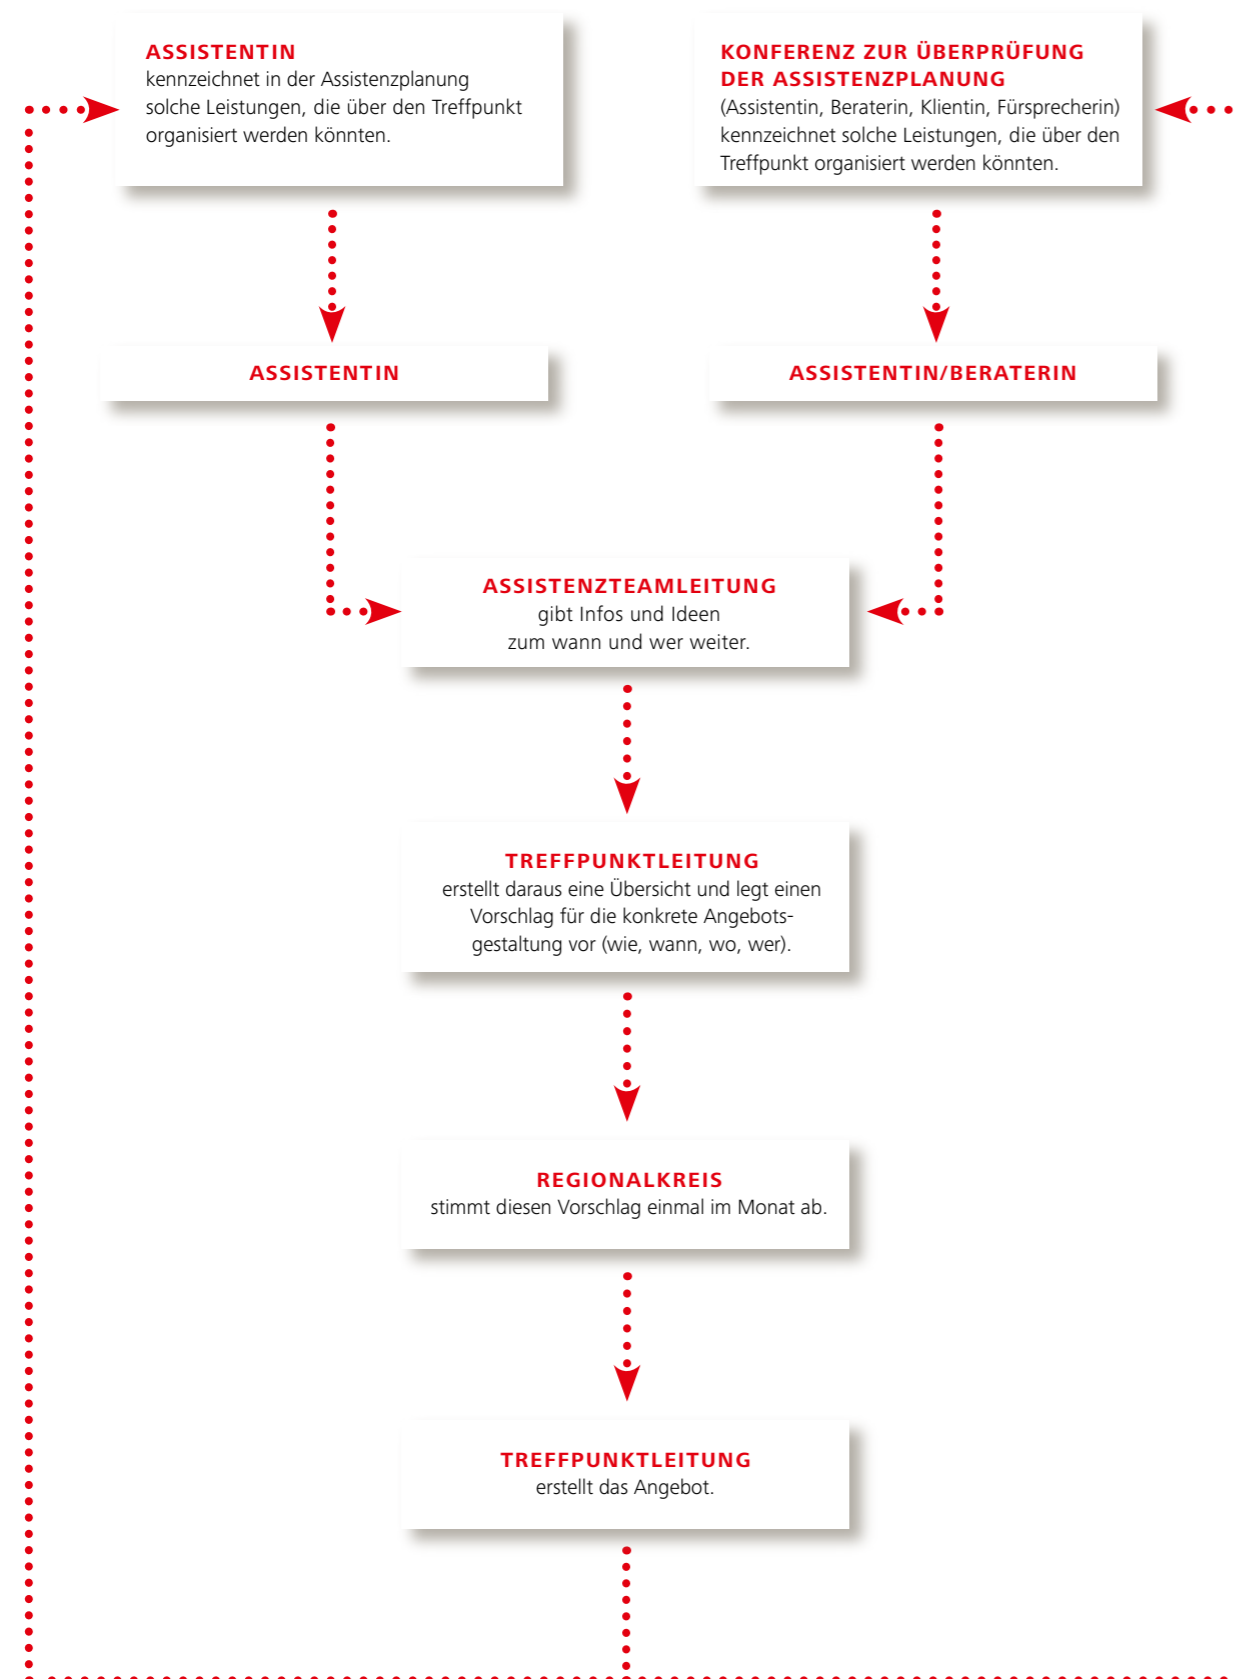 ASSISTENTIN
kennzeichnet in der Assistenzplanung
solche Leistungen, die über den Treffpunkt
organisiert werden könnten.
KONFERENZ ZUR ÜBERPRÜFUNG
DER ASSISTENZPLANUNG
(Assistentin, Beraterin, Klientin, Fürsprecherin)
kennzeichnet solche Leistungen, die über den
Treffpunkt organisiert werden könnten.
ASSISTENTIN
ASSISTENTIN/BERATERIN
ASSISTENZTEAMLEITUNG
gibt Infos und Ideen
zum wann und wer weiter.
TREFFPUNKTLEITUNG
erstellt daraus eine Übersicht und legt einen
Vorschlag für die konkrete Angebots-
gestaltung vor (wie, wann, wo, wer).
REGIONALKREIS
stimmt diesen Vorschlag einmal im Monat ab.
TREFFPUNKTLEITUNG
erstellt das Angebot.